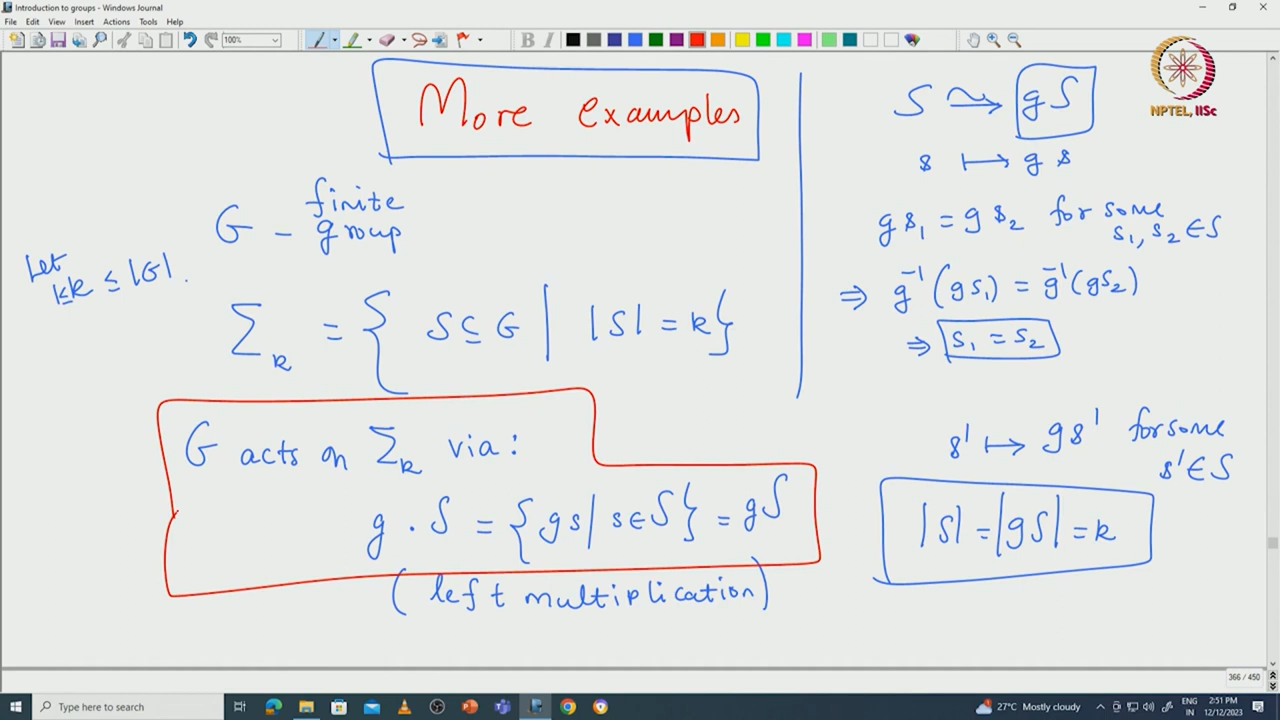 Introduction to groups - Windows Journal
File Edit View Insert Actions Tools Help
100%
B I
NPTEL, IISc
More examples
G - finite group
Let 1≤k ≤ |G|.
Σ_k = { S ⊆ G | |S| = k }
G acts on Σ_k via:
g . S = { gs | s ∈ S } = gS
(left multiplication)
S ⥲ gS
s ↦ g s
g s₁ = g s₂ for some s₁, s₂ ∈ S
⇒ g⁻¹(gs₁) = g⁻¹(gs₂)
⇒ s₁ = s₂
s' ↦ gs' for some s' ∈ S
|S| = |gS| = k
366 / 450
Type here to search
27°C Mostly cloudy
ENG
IN
2:51 PM
12/12/2023